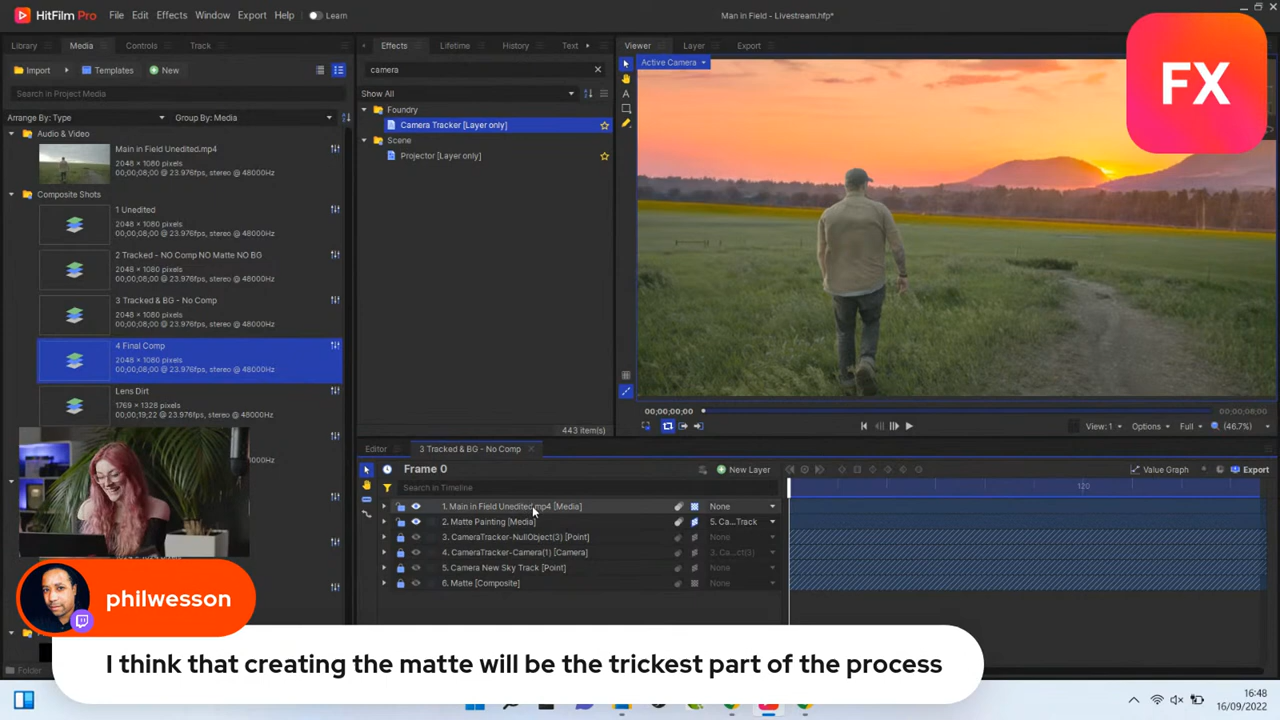 HitFilm Pro
File Edit Effects Window Export Help
Learn
Man in Field - Livestream.hfp*
Library Media Controls Track
Import Templates New
Search in Project Media
Arrange By: Type Group By: Media
Audio & Video
Main in Field Unedited.mp4
2048 × 1080 pixels
00;00;08;00 @ 23.976fps, stereo @ 48000Hz
Composite Shots
1 Unedited
2048 × 1080 pixels
00;00;08;00 @ 23.976fps, stereo @ 48000Hz
2 Tracked - NO Comp NO Matte NO BG
2048 × 1080 pixels
00;00;08;00 @ 23.976fps, stereo @ 48000Hz
3 Tracked & BG - No Comp
2048 × 1080 pixels
00;00;08;00 @ 23.976fps, stereo @ 48000Hz
4 Final Comp
2048 × 1080 pixels
00;00;08;00 @ 23.976fps, stereo @ 48000Hz
Lens Dirt
1769 × 1328 pixels
00;00;19;22 @ 23.976fps, stereo @ 48000Hz
Folder
Effects Lifetime History Text
camera
Show All
Foundry
Camera Tracker [Layer only]
Scene
Projector [Layer only]
443 item(s)
Viewer Layer Export
Active Camera
FX
00;00;00;00
00;00;08;00
View: 1 Options Full (46.7%)
Editor 3 Tracked & BG - No Comp
Frame 0
New Layer
Value Graph Export
Search in Timeline
120
1. Main in Field Unedited.mp4 [Media] None
2. Matte Painting [Media] 5. Ca...Track
3. CameraTracker-NullObject(3) [Point] None
4. CameraTracker-Camera(1) [Camera] 3. Ca...ct(3)
5. Camera New Sky Track [Point] None
6. Matte [Composite] None
philwesson
I think that creating the matte will be the trickest part of the process
16:48
16/09/2022